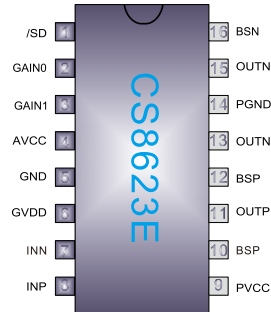 /SD 1
GAIN0 2
GAIN1 3
AVCC 4
GND 5
GVDD 6
INN 7
INP 8
CS8623E
16 BSN
15 OUTN
14 PGND
13 OUTN
12 BSP
11 OUTP
10 BSP
9 PVCC